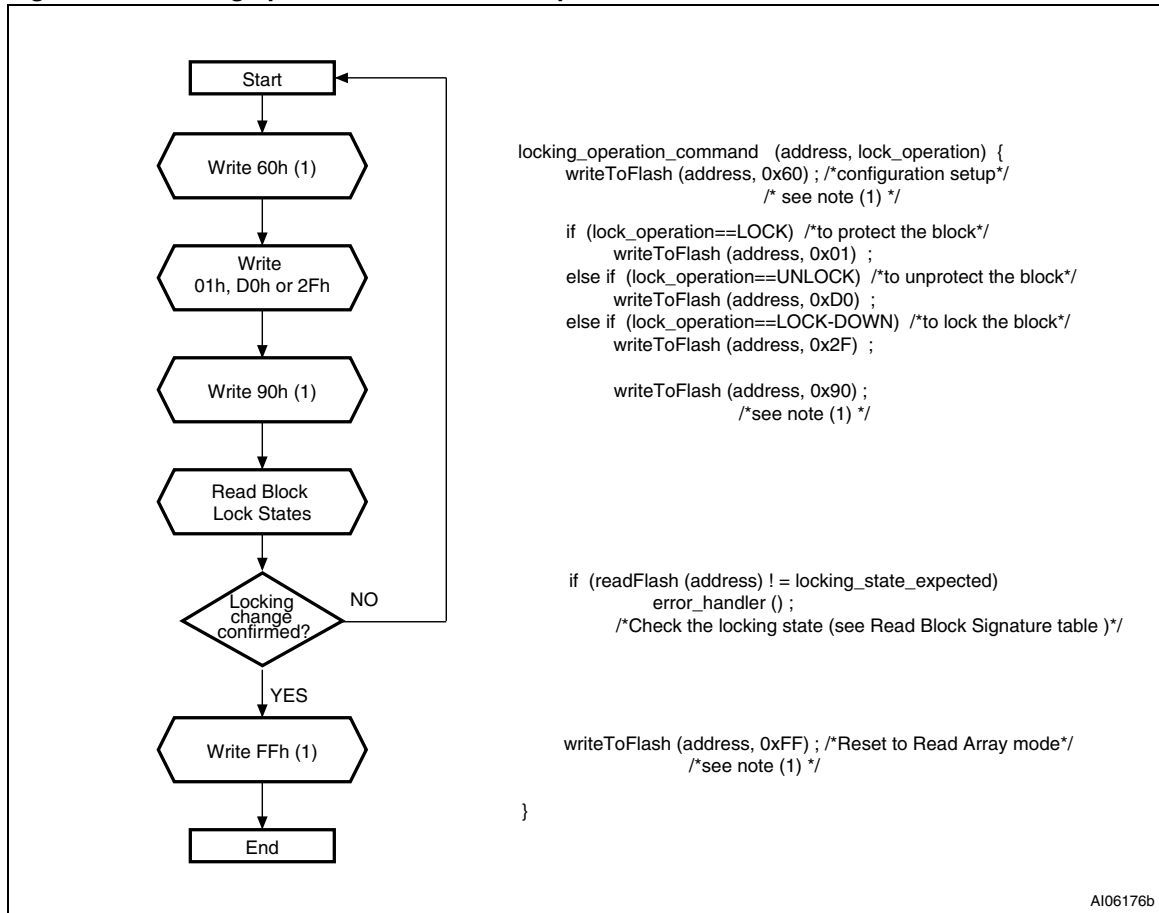 Start
Write 60h (1)
Write
01h, D0h or 2Fh
Write 90h (1)
Read Block
Lock States
Locking
change
confirmed?
NO
YES
Write FFh (1)
End
locking_operation_command (address, lock_operation) {
writeToFlash (address, 0x60) ; /*configuration setup*/
/* see note (1) */
if (lock_operation==LOCK) /*to protect the block*/
writeToFlash (address, 0x01) ;
else if (lock_operation==UNLOCK) /*to unprotect the block*/
writeToFlash (address, 0xD0) ;
else if (lock_operation==LOCK-DOWN) /*to lock the block*/
writeToFlash (address, 0x2F) ;
writeToFlash (address, 0x90) ;
/*see note (1) */
if (readFlash (address) ! = locking_state_expected)
error_handler () ;
/*Check the locking state (see Read Block Signature table )*/
writeToFlash (address, 0xFF) ; /*Reset to Read Array mode*/
/*see note (1) */
}
AI06176b